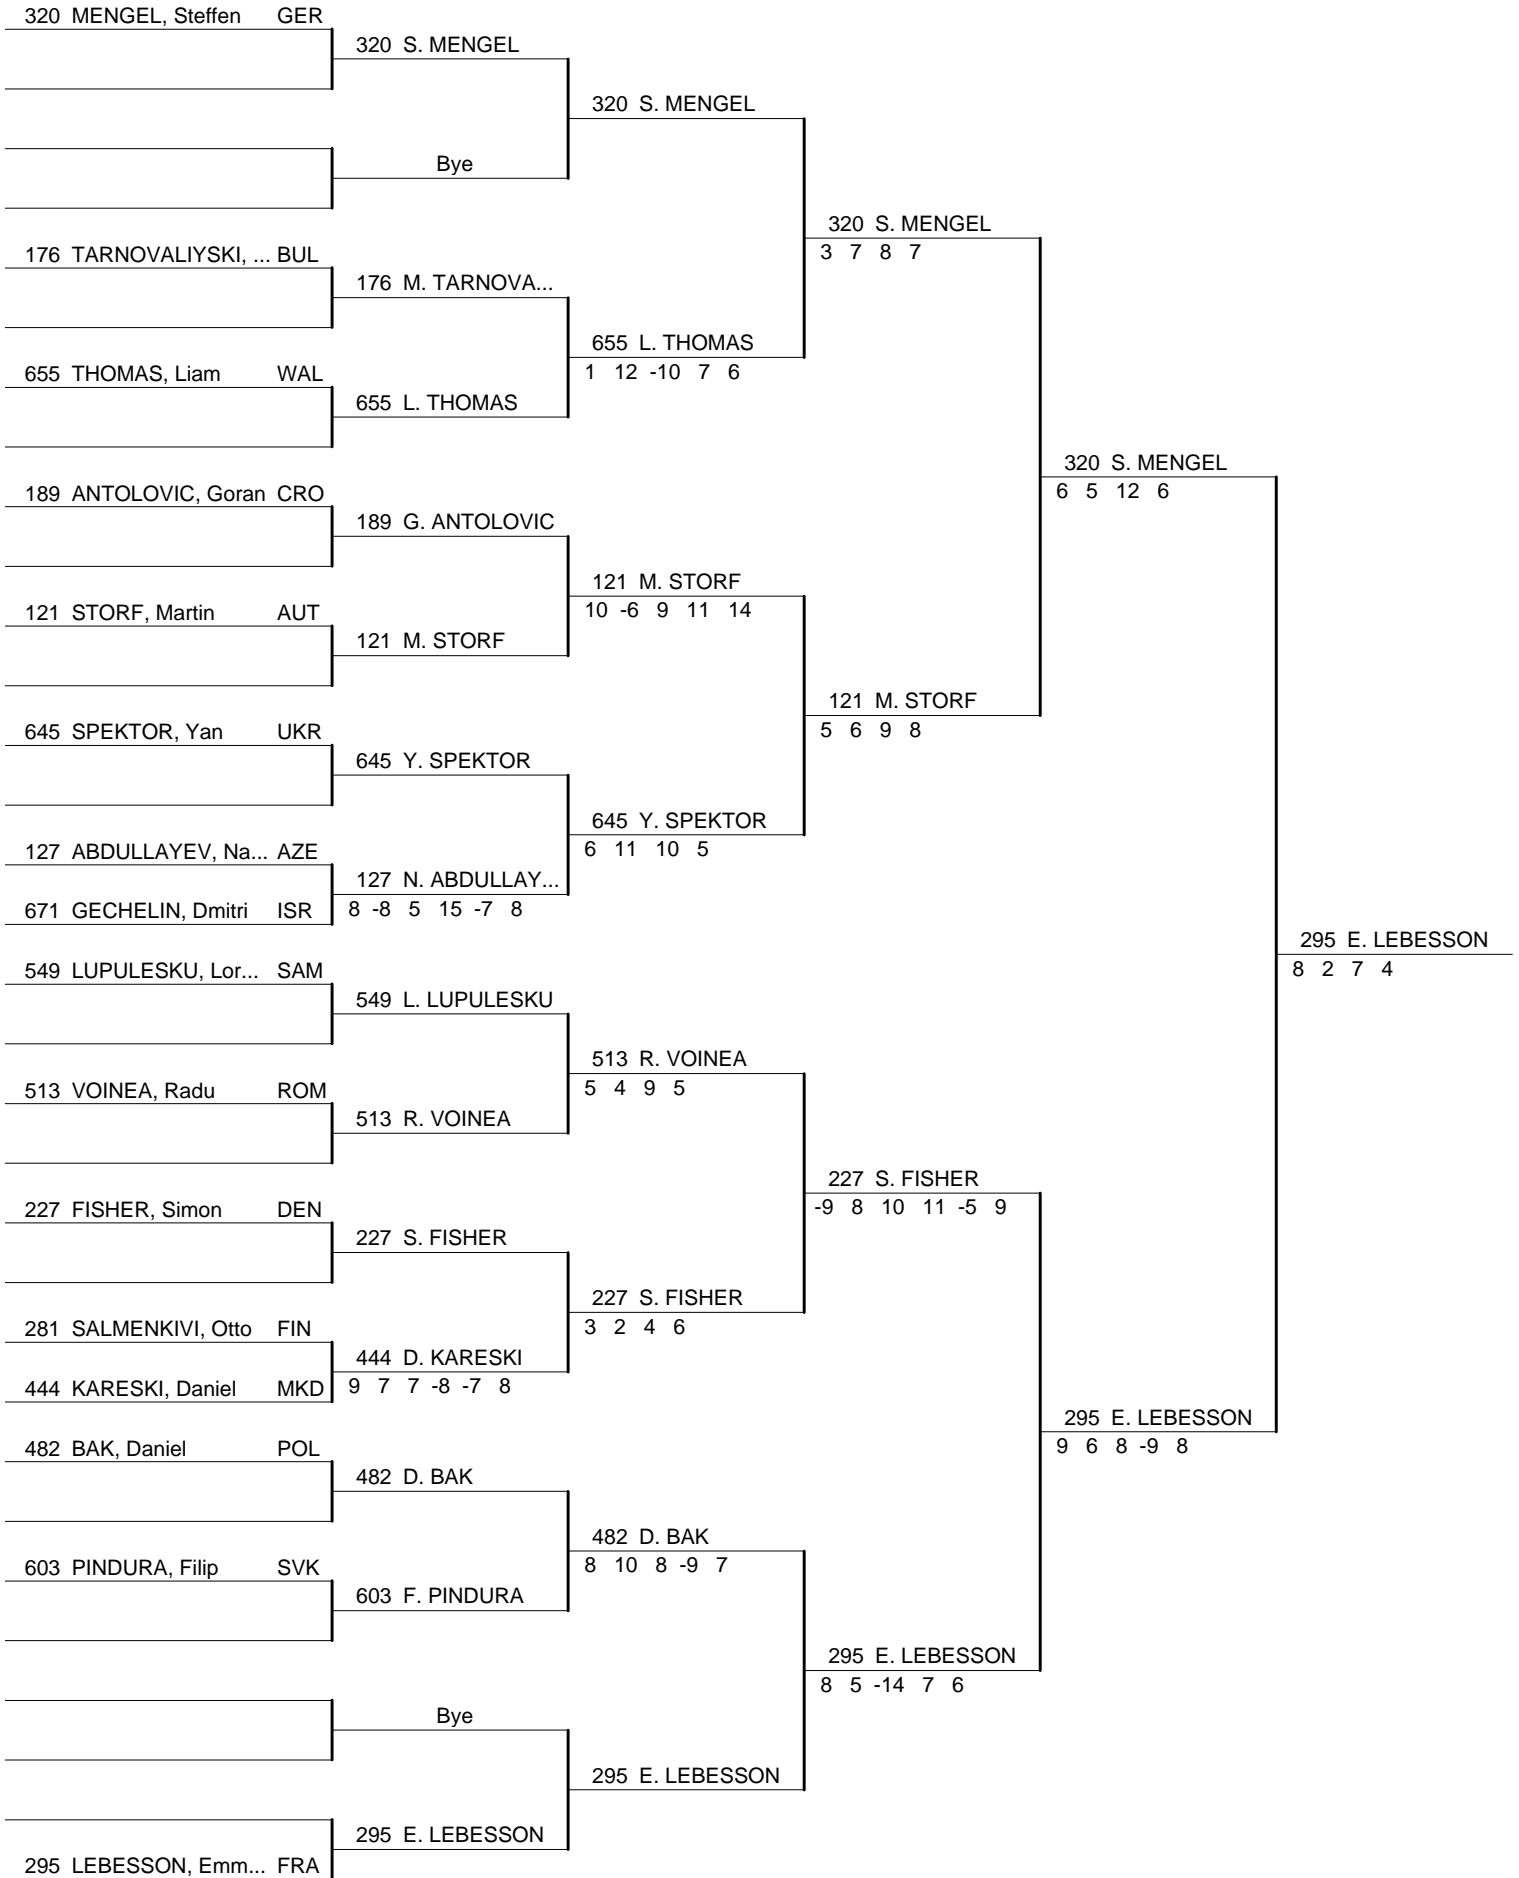 320 MENGEL, Steffen GER
320 S. MENGEL
320 S. MENGEL
Bye
320 S. MENGEL
3 7 8 7
176 TARNOVALIYSKI, ... BUL
176 M. TARNOVA...
655 L. THOMAS
1 12 -10 7 6
655 THOMAS, Liam WAL
655 L. THOMAS
320 S. MENGEL
6 5 12 6
189 ANTOLOVIC, Goran CRO
189 G. ANTOLOVIC
121 M. STORF
10 -6 9 11 14
121 STORF, Martin AUT
121 M. STORF
121 M. STORF
5 6 9 8
645 SPEKTOR, Yan UKR
645 Y. SPEKTOR
645 Y. SPEKTOR
6 11 10 5
127 ABDULLAYEV, Na... AZE
127 N. ABDULLAY...
671 GECHELIN, Dmitri ISR
8 -8 5 15 -7 8
295 E. LEBESSON
8 2 7 4
549 LUPULESKU, Lor... SAM
549 L. LUPULESKU
513 R. VOINEA
5 4 9 5
513 VOINEA, Radu ROM
513 R. VOINEA
227 S. FISHER
-9 8 10 11 -5 9
227 FISHER, Simon DEN
227 S. FISHER
227 S. FISHER
3 2 4 6
281 SALMENKIVI, Otto FIN
444 D. KARESKI
444 KARESKI, Daniel MKD
9 7 7 -8 -7 8
295 E. LEBESSON
9 6 8 -9 8
482 BAK, Daniel POL
482 D. BAK
482 D. BAK
8 10 8 -9 7
603 PINDURA, Filip SVK
603 F. PINDURA
295 E. LEBESSON
8 5 -14 7 6
Bye
295 E. LEBESSON
295 E. LEBESSON
295 LEBESSON, Emm... FRA